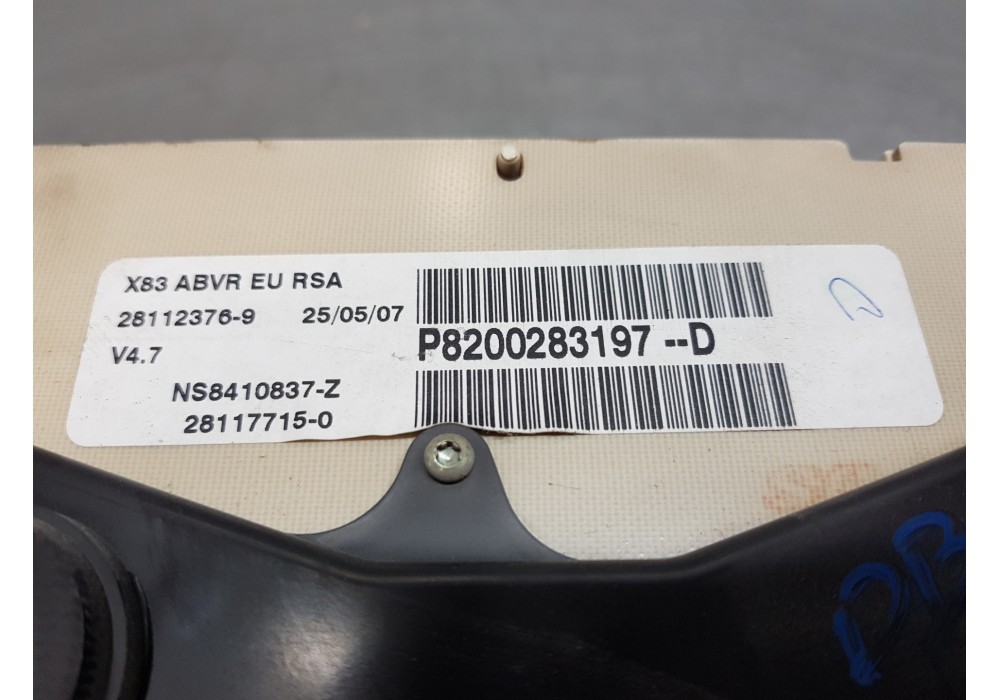 X83 ABVR EU RSA
28112376-9 25/05/07
V4.7
P8200283197 --D
NS8410837-Z
28117715-0